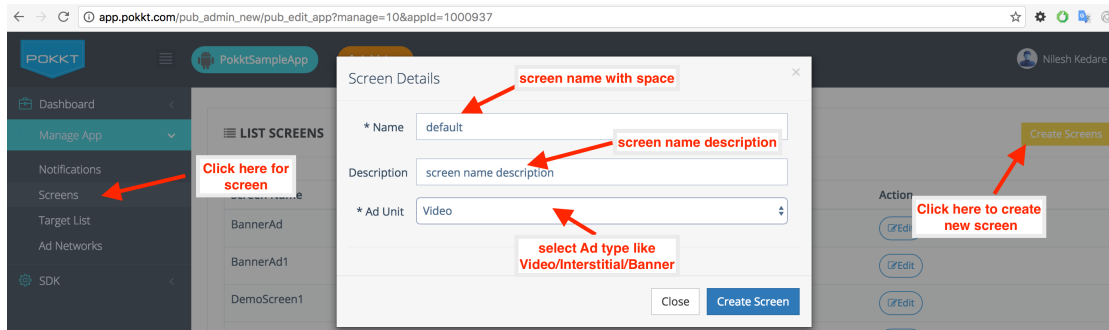 app.pokkt.com/pub_admin_new/pub_edit_app?manage=10&appId=1000937
POKKT
PokktSampleApp
Nilesh Kedare
Screen Details
screen name with space
×
Dashboard
Manage App
LIST SCREENS
* Name
default
Create Screens
screen name description
Notifications
Click here for
screen
Description
screen name description
Screens
Screen Name
Action
Target List
* Ad Unit
Video
Click here to create
new screen
BannerAd
Edit
Ad Networks
select Ad type like
Video/Interstitial/Banner
BannerAd1
Edit
SDK
DemoScreen1
Close
Create Screen
Edit